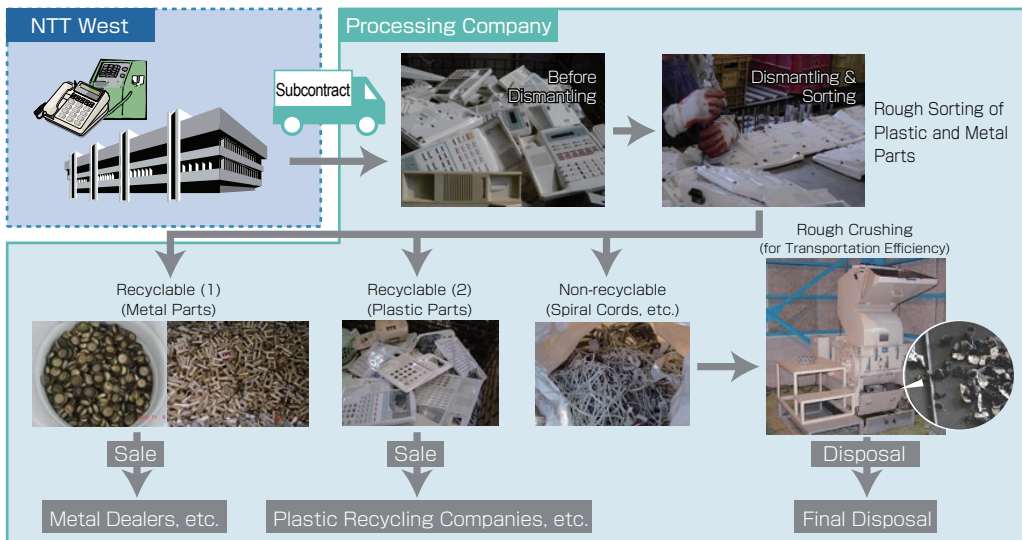 NTT West
Processing Company
Subcontract
Before
Dismantling
Dismantling &
Sorting
Rough Sorting of
Plastic and Metal
Parts
Rough Crushing
(for Transportation Efficiency)
Recyclable (1)
(Metal Parts)
Recyclable (2)
(Plastic Parts)
Non-recyclable
(Spiral Cords, etc.)
Sale
Sale
Disposal
Metal Dealers, etc.
Plastic Recycling Companies, etc.
Final Disposal